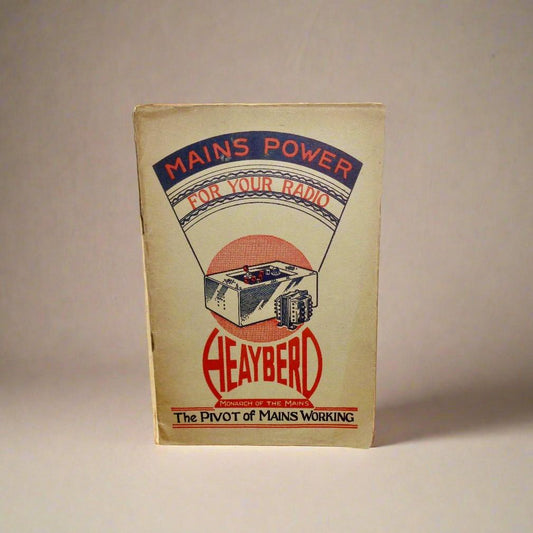 MAINS POWER
FOR YOUR RADIO
HEAYBERD
MONARCH OF THE MAINS
The PIVOT of MAINS WORKING